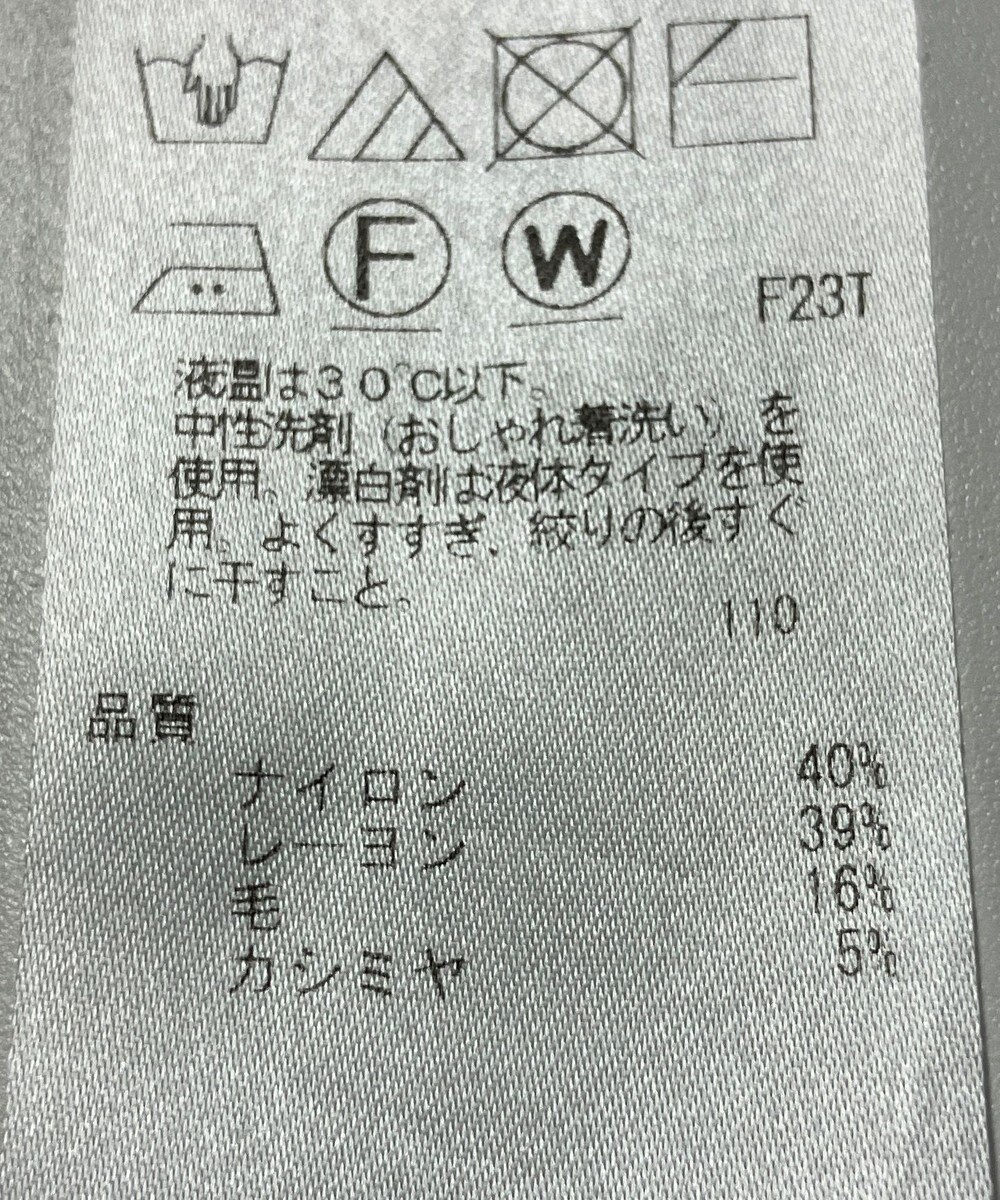 F
W
F23T
液温は30℃以下。
中性洗剤(おしゃれ着洗い)を
使用。漂白剤は液体タイプを使
用。よくすすぎ、絞りの後すぐ
に干すこと。
110
品質
ナイロン 40%
レーヨン 39%
毛 16%
カシミヤ 5%